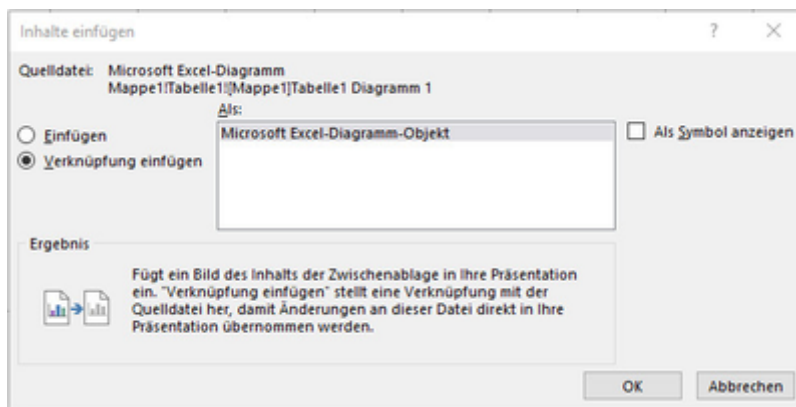 Inhalte einfügen
Quelldatei: Microsoft Excel-Diagramm
Mappe1!Tabelle1![Mappe1]Tabelle1 Diagramm 1
Als:
Einfügen
Verknüpfung einfügen
Microsoft Excel-Diagramm-Objekt
Als Symbol anzeigen
Ergebnis
Fügt ein Bild des Inhalts der Zwischenablage in Ihre Präsentation
ein. "Verknüpfung einfügen" stellt eine Verknüpfung mit der
Quelldatei her, damit Änderungen an dieser Datei direkt in Ihre
Präsentation übernommen werden.
OK
Abbrechen